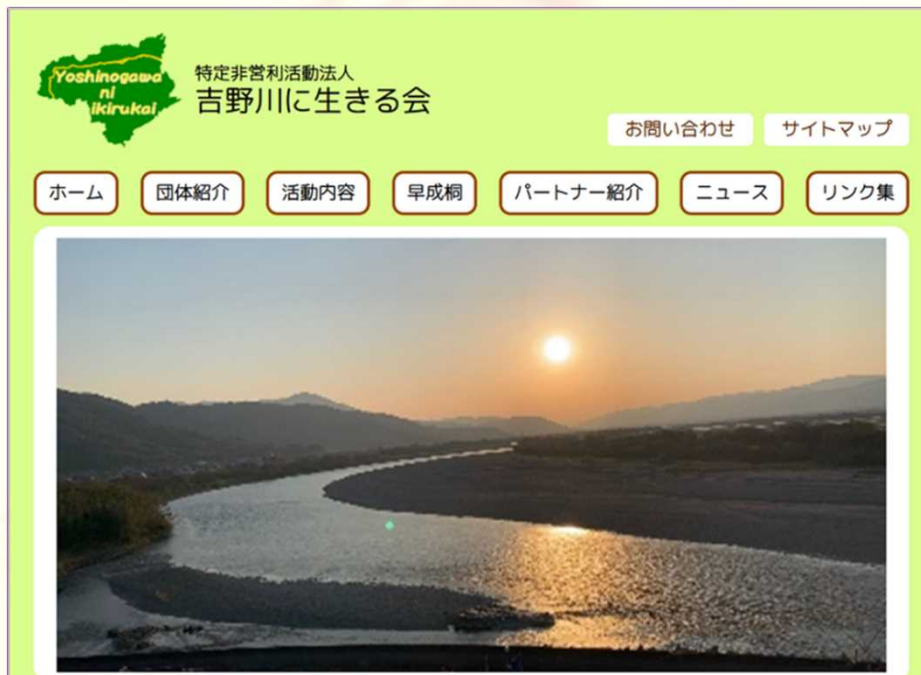 Yoshinogawa
ni
ikirukai
特定非営利活動法人
吉野川に生きる会
お問い合わせ サイトマップ
ホーム 団体紹介 活動内容 早成桐 パートナー紹介 ニュース リンク集